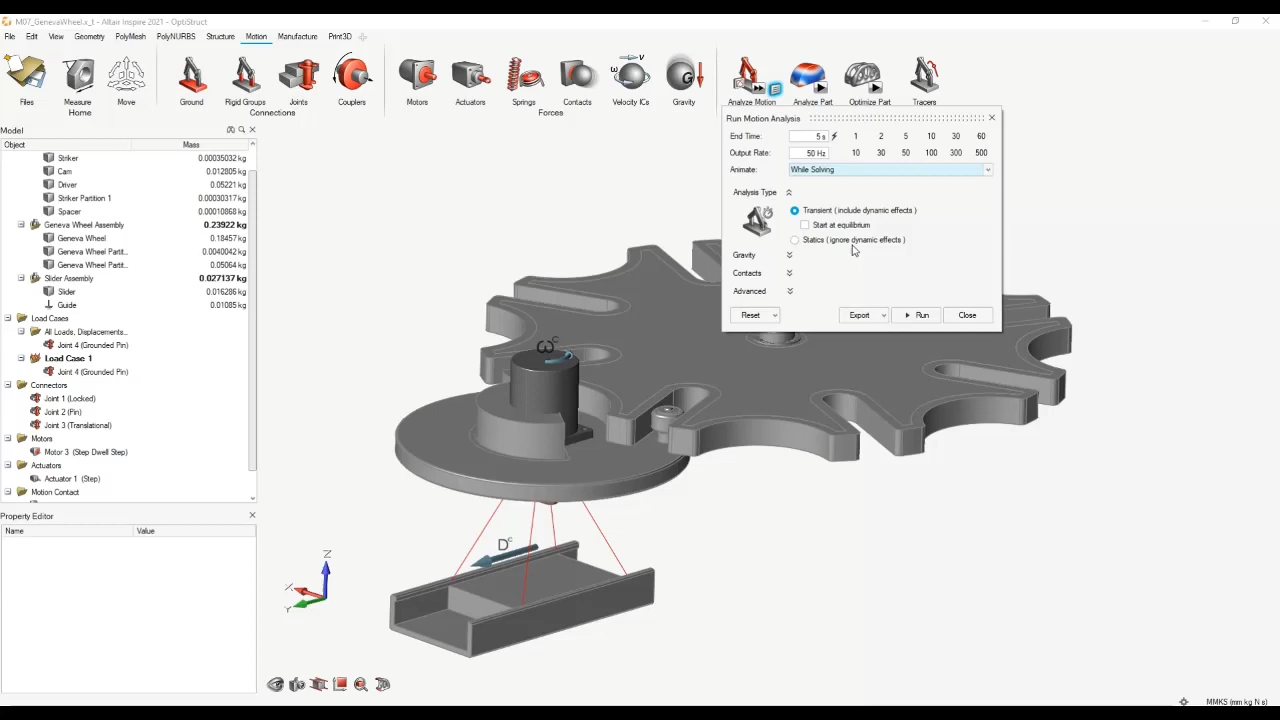 M07_GenevaWheel.x_t - Altair Inspire 2021 - OptiStruct
File Edit View Geometry PolyMesh PolyNURBS Structure Motion Manufacture Print3D
Files Measure Move Ground Rigid Groups Joints Couplers Motors Actuators Springs Contacts Velocity ICs Gravity Analyze Motion Analyze Part Optimize Part Tracers
Home Connections Forces
Model
Object Mass
Striker 0.00035032 kg
Cam 0.012805 kg
Driver 0.05221 kg
Striker Partition 1 0.00030317 kg
Spacer 0.00010868 kg
Geneva Wheel Assembly 0.23922 kg
Geneva Wheel 0.18457 kg
Geneva Wheel Partit... 0.0040042 kg
Geneva Wheel Partit... 0.05064 kg
Slider Assembly 0.027137 kg
Slider 0.016286 kg
Guide 0.01085 kg
Load Cases
All Loads, Displacements...
Joint 4 (Grounded Pin)
Load Case 1
Joint 4 (Grounded Pin)
Connectors
Joint 1 (Locked)
Joint 2 (Pin)
Joint 3 (Translational)
Motors
Motor 3 (Step Dwell Step)
Actuators
Actuator 1 (Step)
Motion Contact
Property Editor
Name Value
Run Motion Analysis
End Time: 5 s 1 2 5 10 30 60
Output Rate: 50 Hz 10 30 50 100 300 500
Animate: While Solving
Analysis Type
Transient (include dynamic effects )
Start at equilibrium
Statics (ignore dynamic effects )
Gravity
Contacts
Advanced
Reset Export Run Close
ωc
Dc
Z
X
Y
MMKS (mm kg N s)